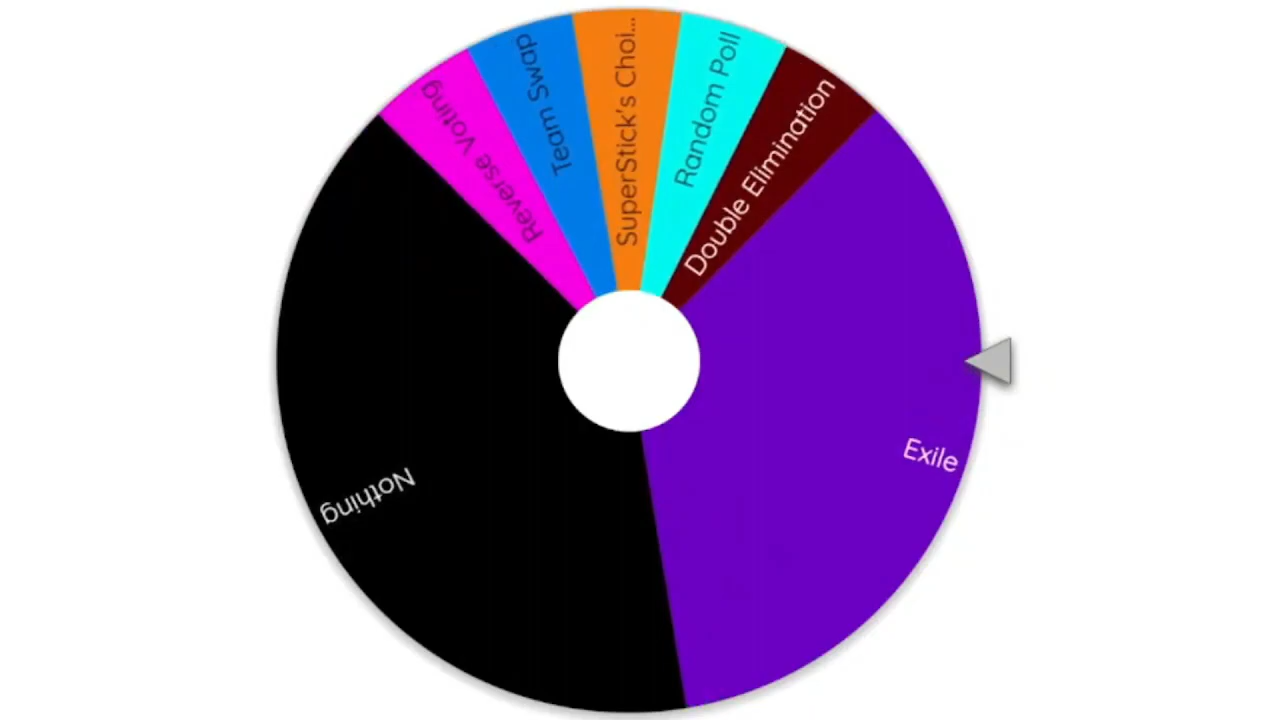 Reverse Voting
Team Swap
SuperStick's Choi...
Random Poll
Double Elimination
Exile
Nothing